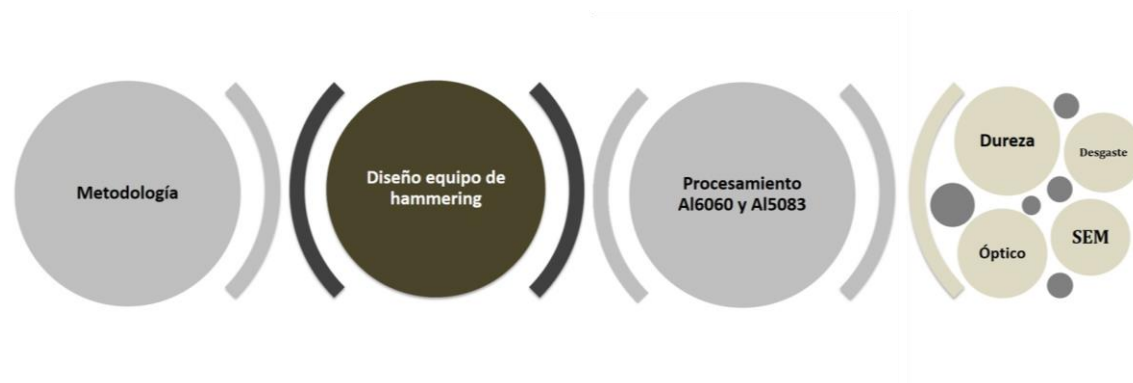 Metodología
Diseño equipo de
hammering
Procesamiento
Al6060 y Al5083
Dureza
Desgaste
Óptico
SEM